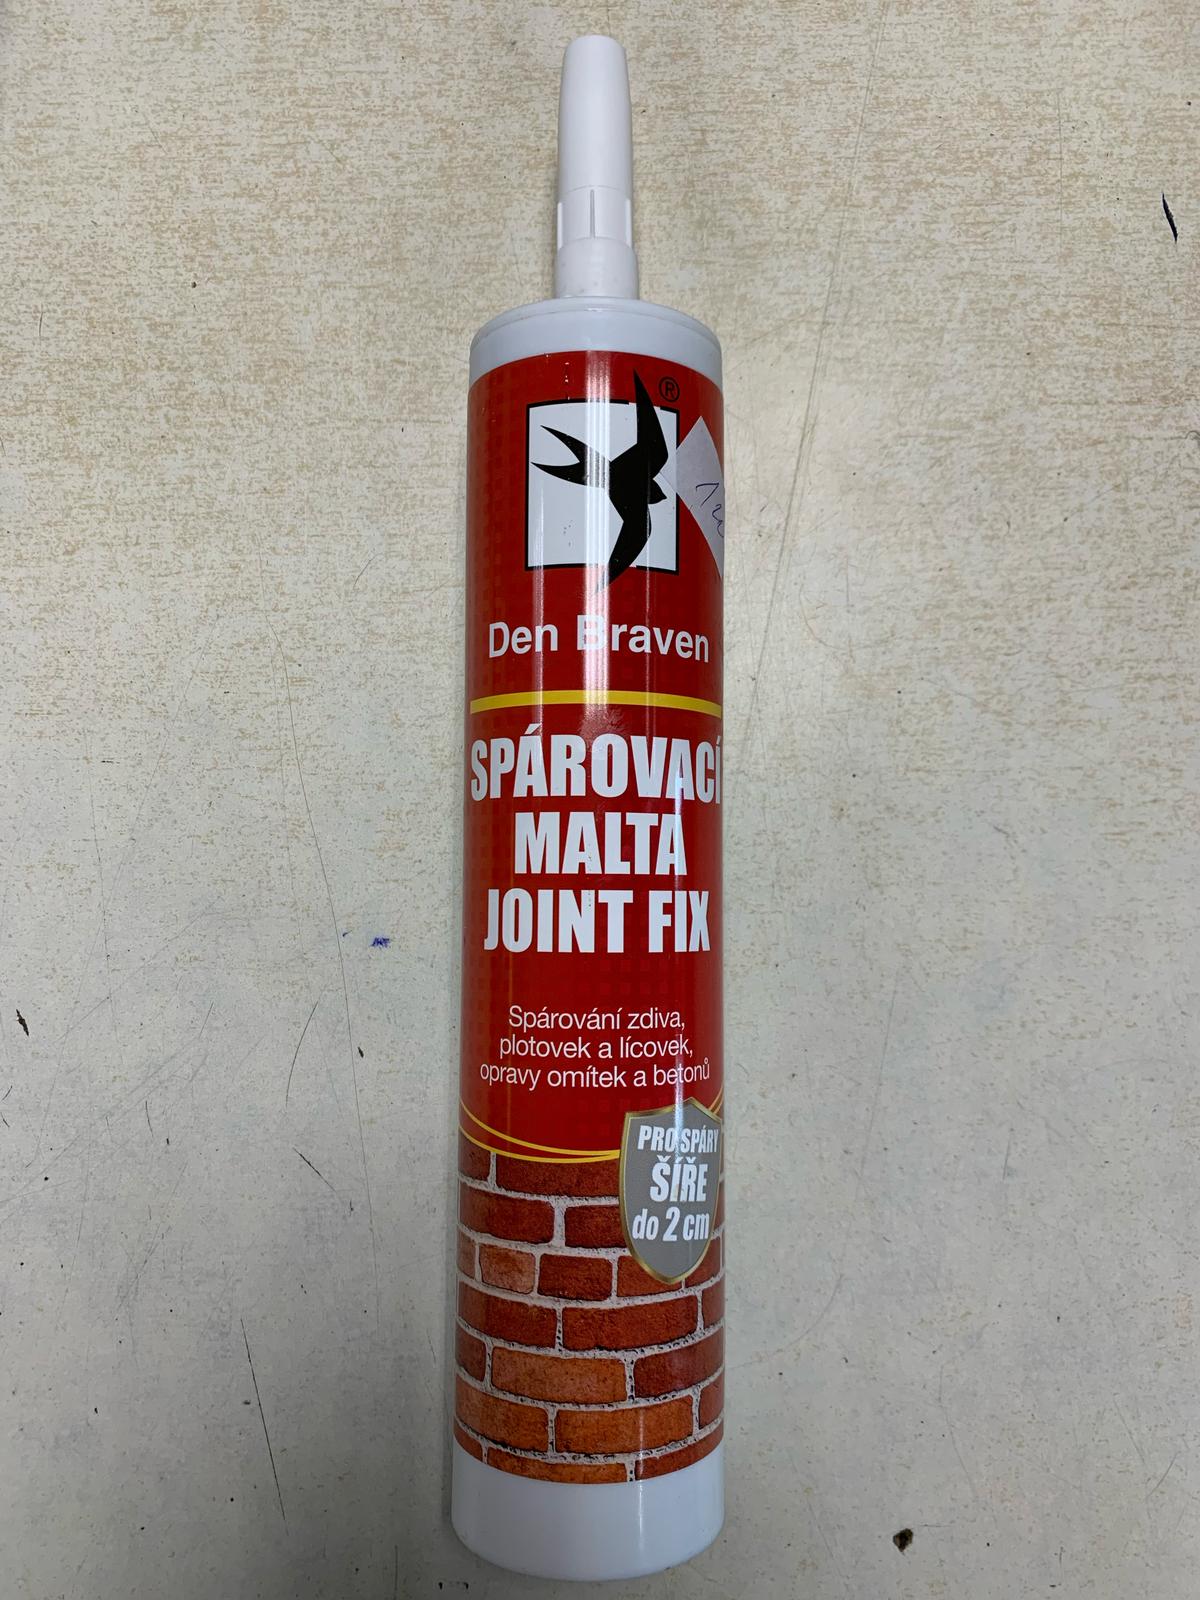 ®
Den Braven
SPÁROVACÍ
MALTA
JOINT FIX
Spárování zdiva,
plotovek a lícovek,
opravy omítek a betonů
PRO SPÁRY
ŠÍŘE
do 2 cm